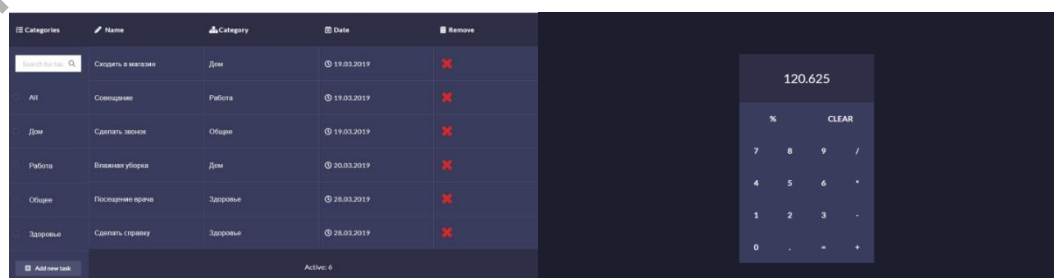 Categories Name Category Date Remove
Search for task Сходить в магазин Дом 19.03.2019
All Совещание Работа 19.03.2019
Дом Сделать звонок Общее 19.03.2019
Работа Влажная уборка Дом 20.03.2019
Общее Посещение врача Здоровье 28.03.2019
Здоровье Сделать справку Здоровье 28.03.2019
Add new task Active: 6
120.625
% CLEAR
7 8 9 /
4 5 6 *
1 2 3 -
0 . = +